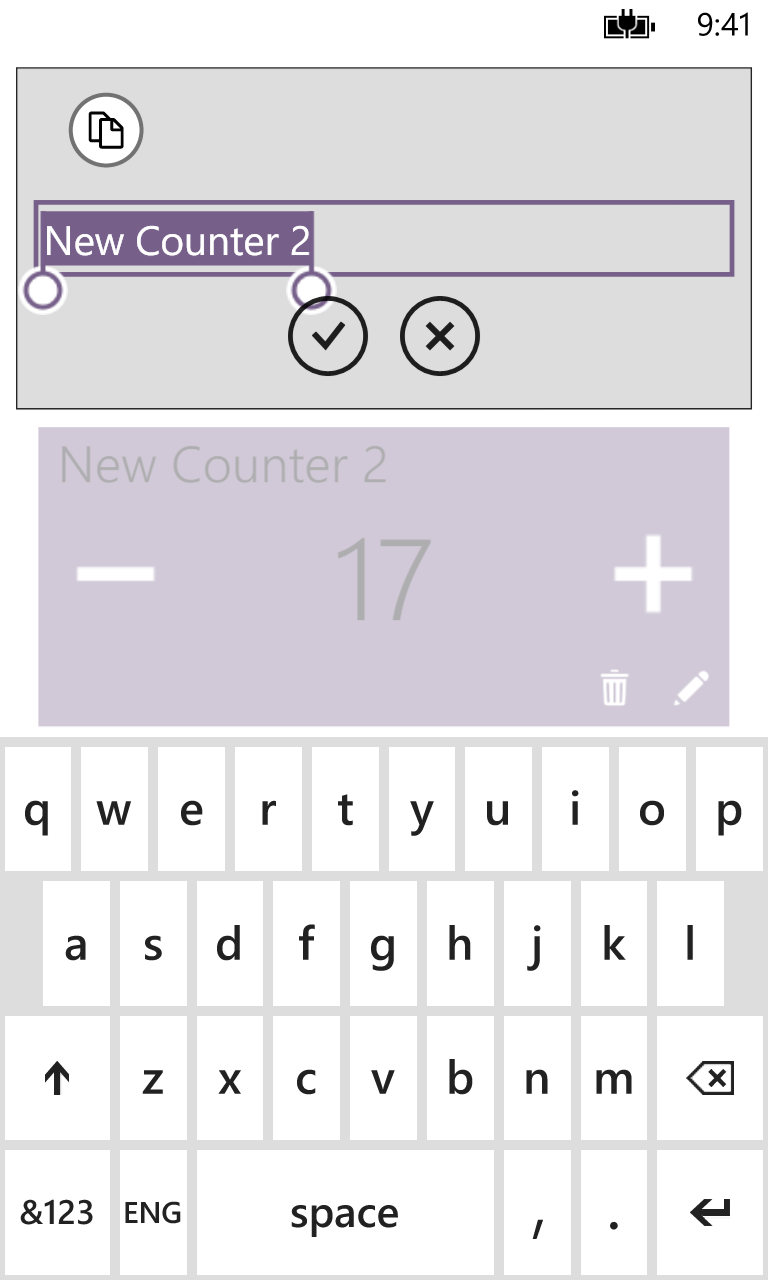 9:41
New Counter 2
New Counter 2
17
q w e r t y u i o p
a s d f g h j k l
z x c v b n m
&123 ENG space , .